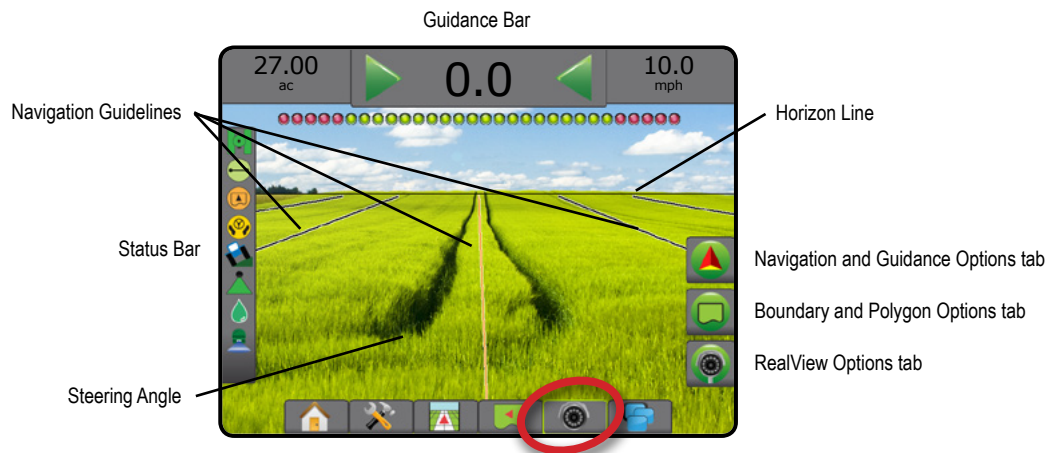 Guidance Bar
27.00
ac
0.0
10.0
mph
Navigation Guidelines
Horizon Line
Status Bar
Navigation and Guidance Options tab
Boundary and Polygon Options tab
RealView Options tab
Steering Angle